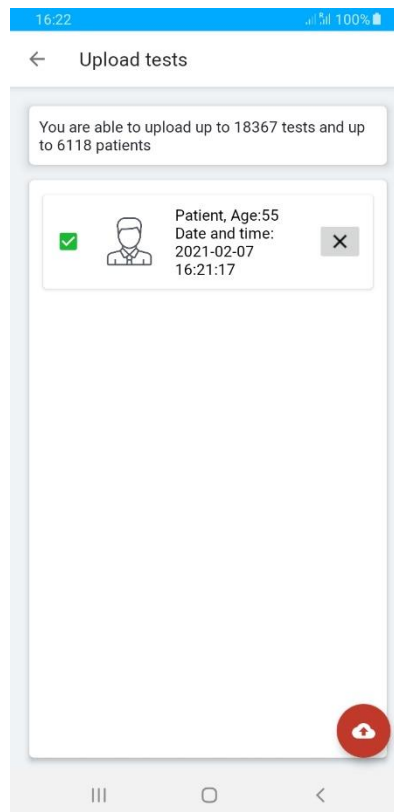 16:22
100%
Upload tests
You are able to upload up to 18367 tests and up
to 6118 patients
Patient, Age:55
Date and time:
2021-02-07
16:21:17